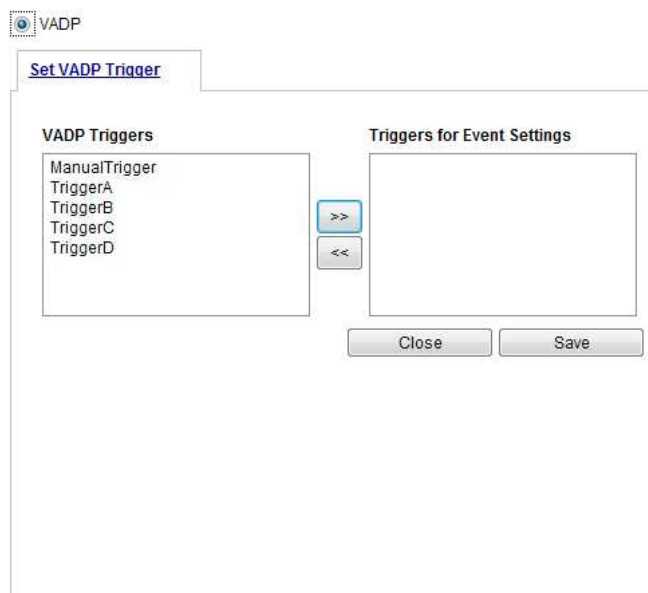 VADP
Set VADP Trigger
VADP Triggers
Triggers for Event Settings
ManualTrigger
TriggerA
TriggerB
TriggerC
TriggerD
>>
<<
Close
Save